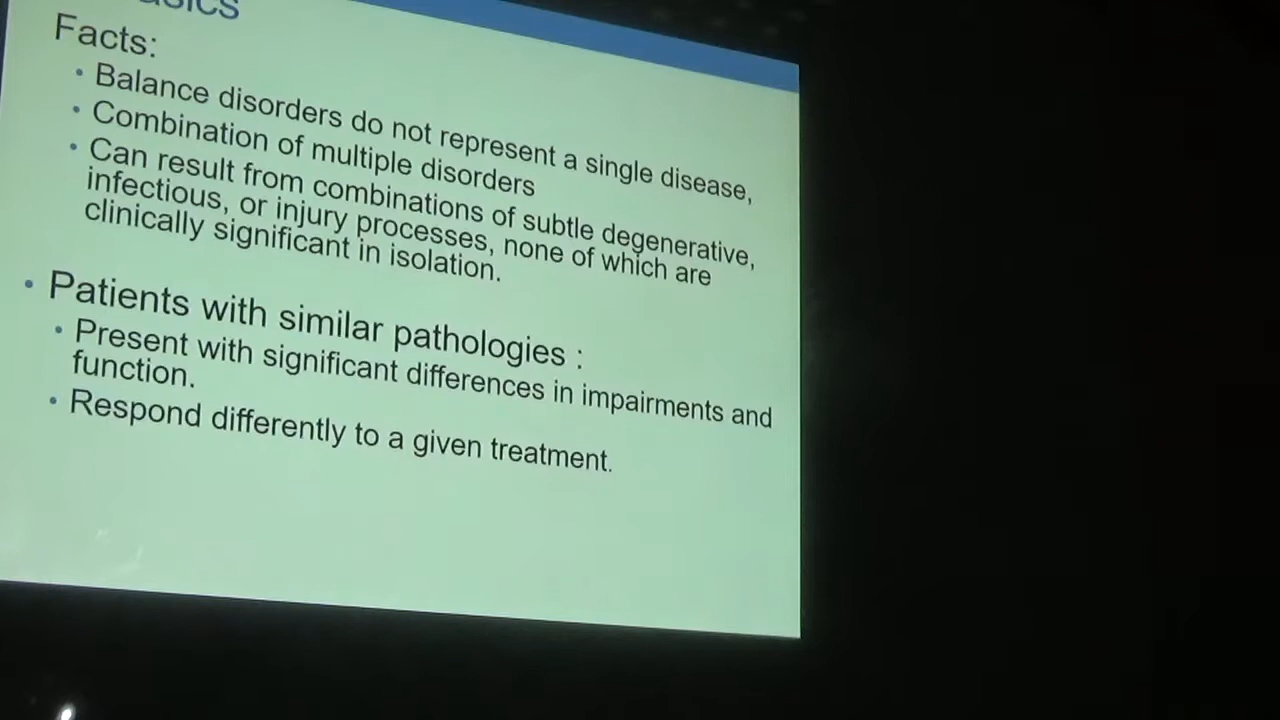 Facts:
• Balance disorders do not represent a single disease,
• Combination of multiple disorders
• Can result from combinations of subtle degenerative,
infectious, or injury processes, none of which are
clinically significant in isolation.
• Patients with similar pathologies :
• Present with significant differences in impairments and
function.
• Respond differently to a given treatment.